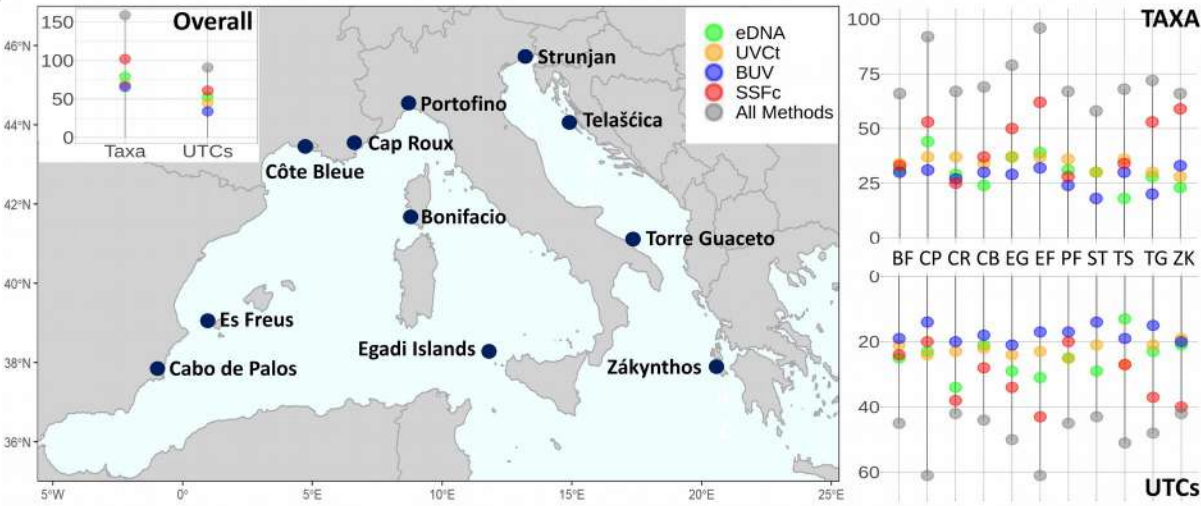 Overall
150
100
50
0
Taxa
UTCs
46°N
44°N
42°N
40°N
38°N
36°N
5°W
0°
5°E
10°E
15°E
20°E
25°E
Strunjan
Portofino
Telašćica
Cap Roux
Côte Bleue
Bonifacio
Torre Guaceto
Es Freus
Egadi Islands
Cabo de Palos
Zákynthos
eDNA
UVCt
BUV
SSFc
All Methods
TAXA
100
75
50
25
0
BF CP CR CB EG EF PF ST TS TG ZK
0
20
40
60
UTCs